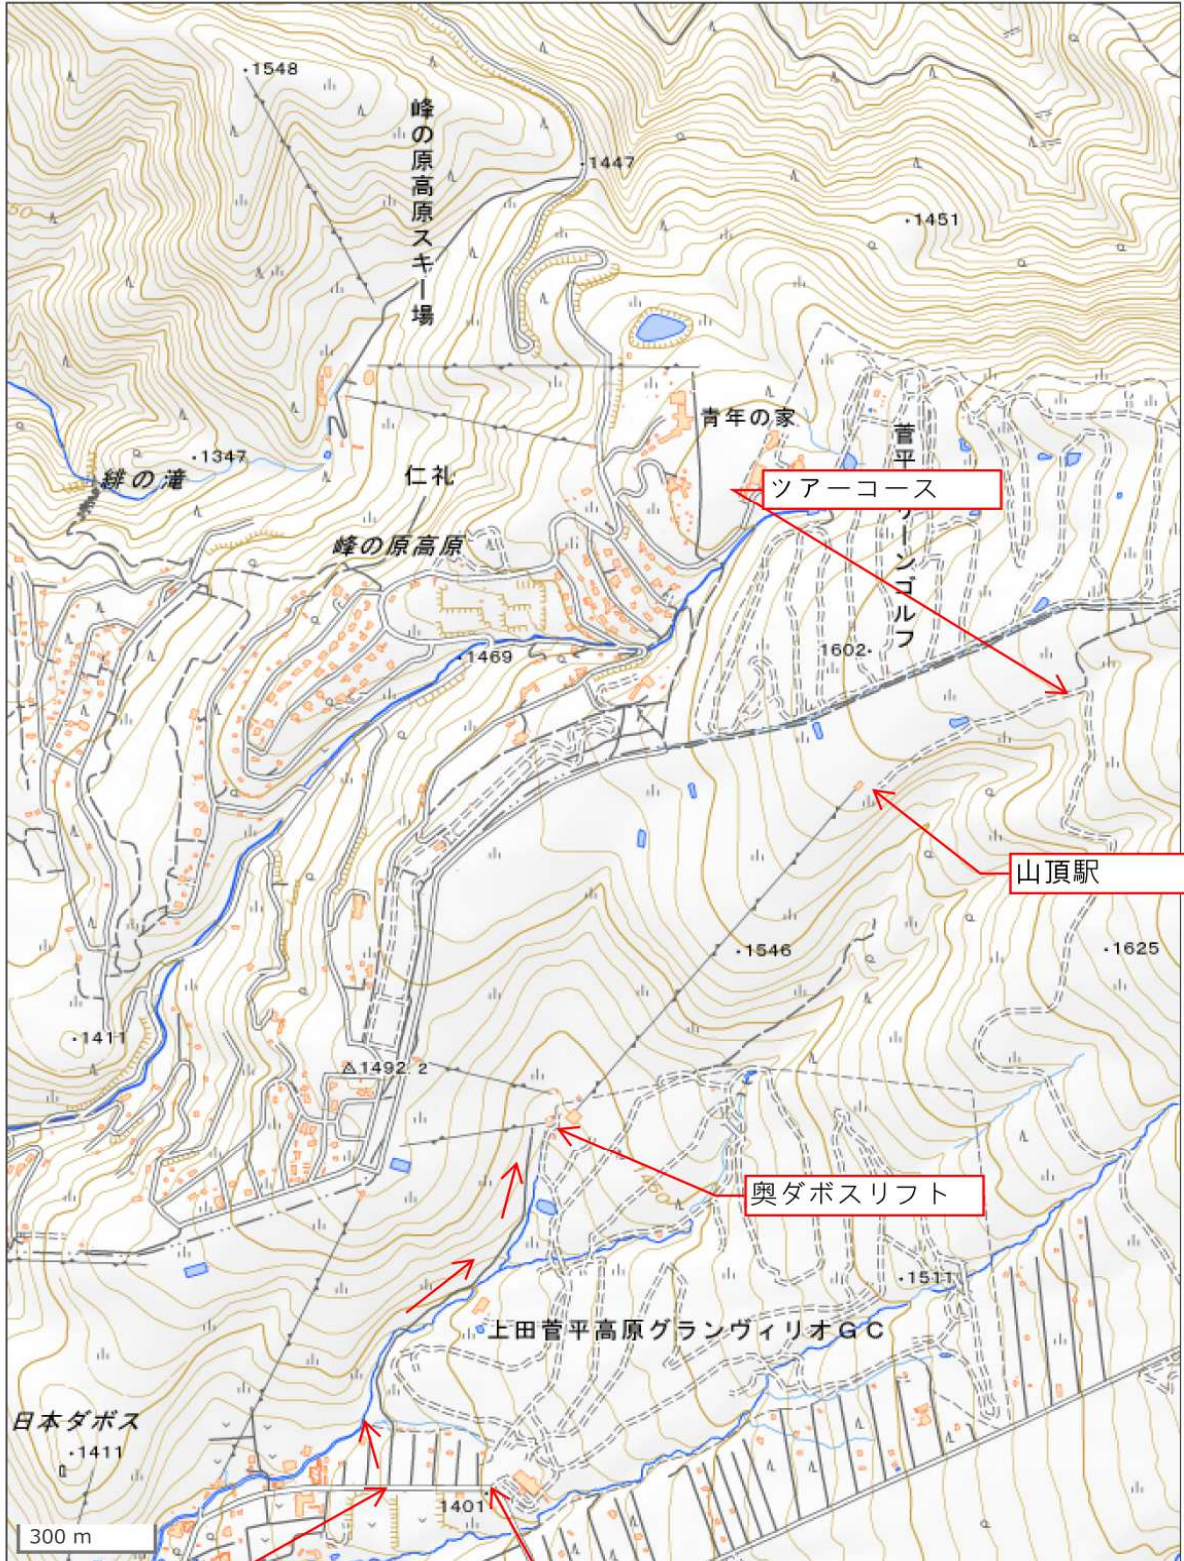 1548
峰の原高原スキー場
1447
1451
青年の家
菅平グリーンゴルフ
1347
緋の滝
仁礼
ツアーコース
峰の原高原
1469
1602
山頂駅
1546
1625
1411
1492.2
奥ダボスリフト
1511
上田菅平高原グランヴィリオGC
日本ダボス
1411
1401
300 m